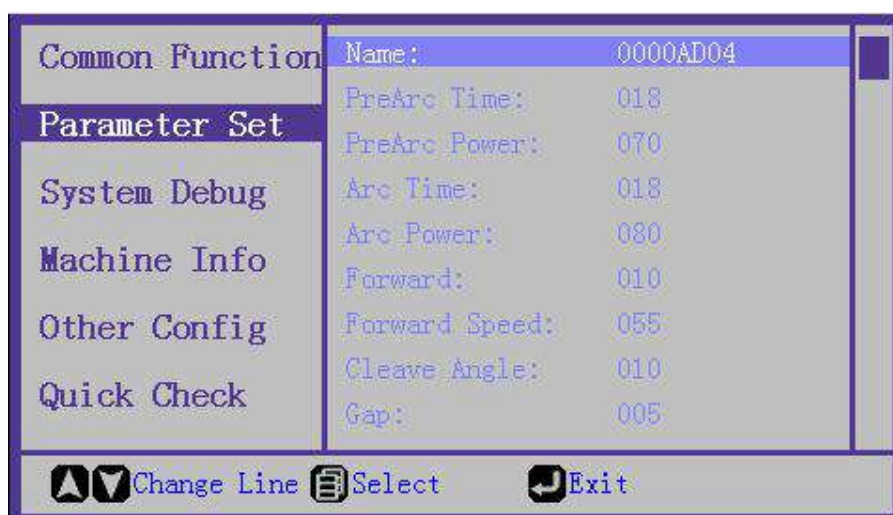 Common Function
Parameter Set
System Debug
Machine Info
Other Config
Quick Check
Name: 0000AD04
PreArc Time: 018
PreArc Power: 070
Arc Time: 018
Arc Power: 080
Forward: 010
Forward Speed: 055
Cleave Angle: 010
Gap: 005
Change Line Select Exit